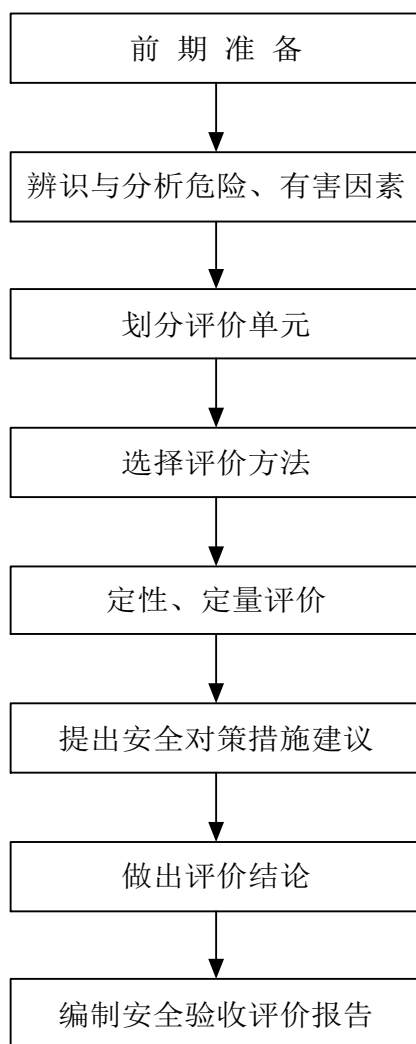 前 期 准 备
辨识与分析危险、有害因素
划分评价单元
选择评价方法
定性、定量评价
提出安全对策措施建议
做出评价结论
编制安全验收评价报告